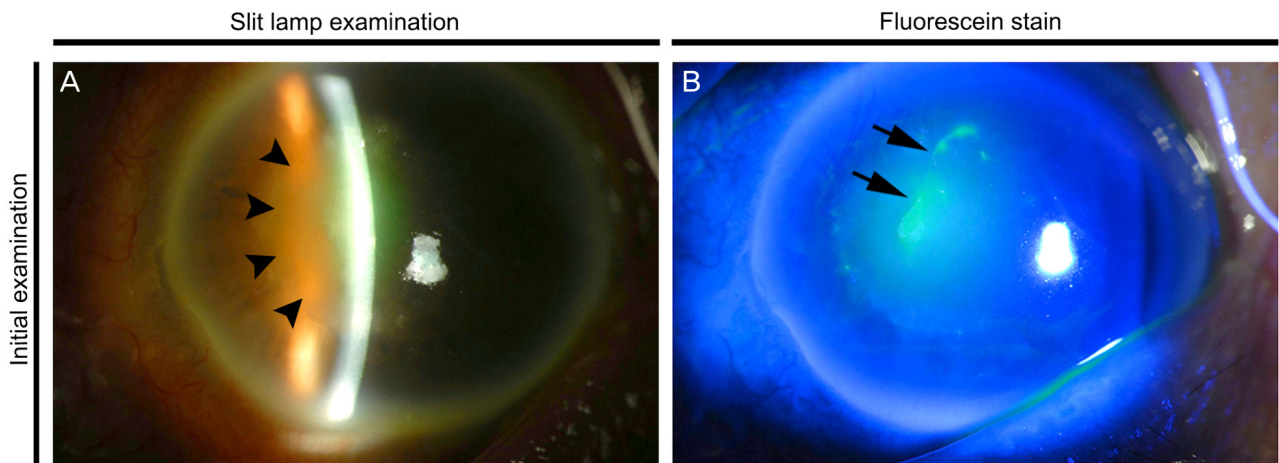 Slit lamp examination
Fluorescein stain
Initial examination
A
B